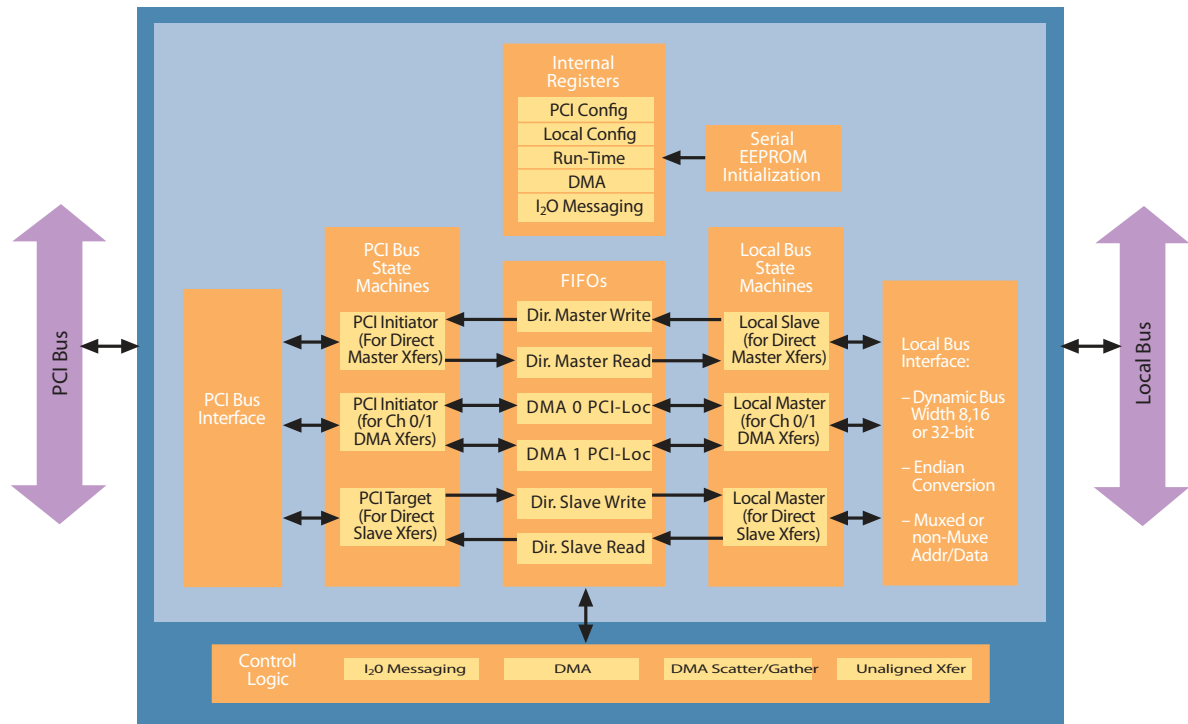 Internal
Registers
PCI Config
Local Config
Run-Time
DMA
I₂O Messaging
Serial
EEPROM
Initialization
PCI Bus
PCI Bus
Interface
PCI Bus
State
Machines
PCI Initiator
(For Direct
Master Xfers)
PCI Initiator
(for Ch 0/1
DMA Xfers)
PCI Target
(For Direct
Slave Xfers)
FIFOs
Dir. Master Write
Dir. Master Read
DMA 0 PCI-Loc
DMA 1 PCI-Loc
Dir. Slave Write
Dir. Slave Read
Local Bus
State
Machines
Local Slave
(for Direct
Master Xfers)
Local Master
(for Ch 0/1
DMA Xfers)
Local Master
(for Direct
Slave Xfers)
Local Bus
Interface:
– Dynamic Bus
Width 8,16
or 32-bit
– Endian
Conversion
– Muxed or
non-Muxe
Addr/Data
Local Bus
Control
Logic
I₂0 Messaging
DMA
DMA Scatter/Gather
Unaligned Xfer